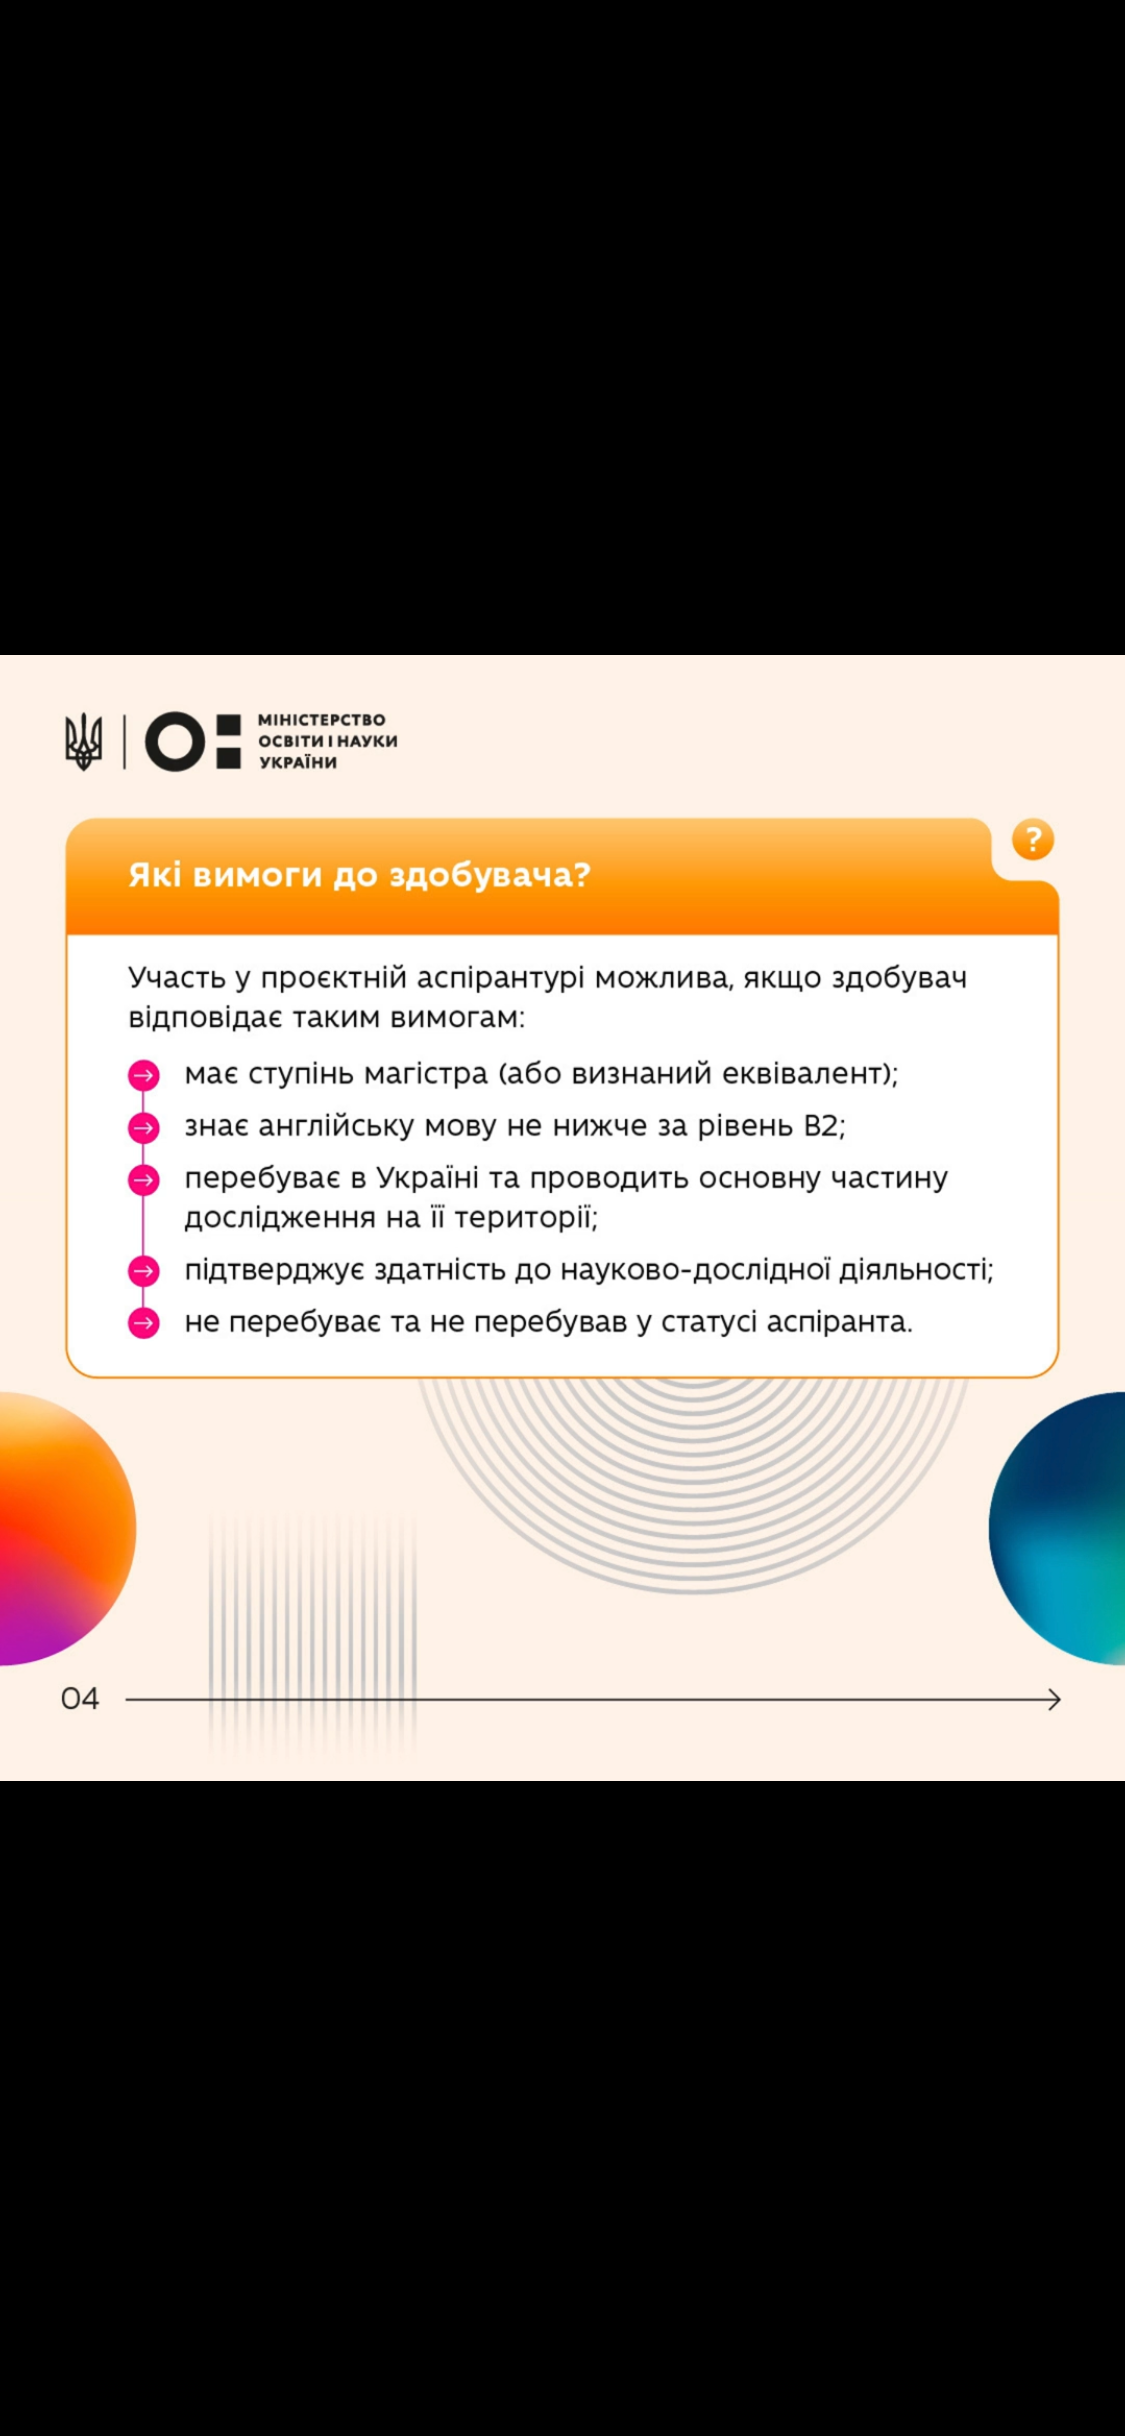 МІНІСТЕРСТВО
ОСВІТИ І НАУКИ
УКРАЇНИ
?
Які вимоги до здобувача?
Участь у проєктній аспірантурі можлива, якщо здобувач
відповідає таким вимогам:
має ступінь магістра (або визнаний еквівалент);
знає англійську мову не нижче за рівень B2;
перебуває в Україні та проводить основну частину
дослідження на її території;
підтверджує здатність до науково-дослідної діяльності;
не перебуває та не перебував у статусі аспіранта.
04